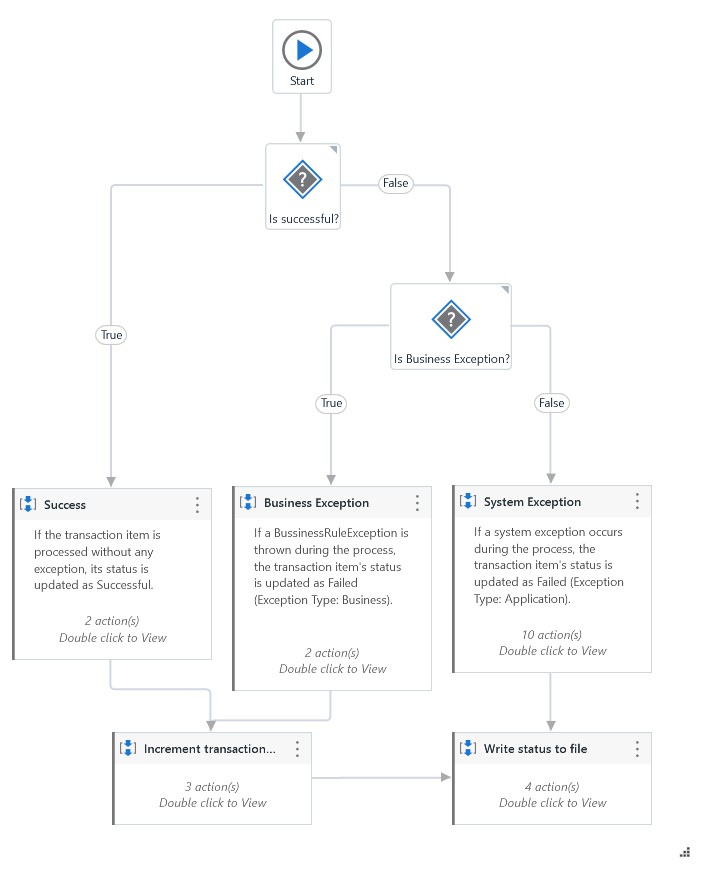 Start
?
Is successful?
False
?
Is Business Exception?
True
True
False
Success
If the transaction item is
processed without any
exception, its status is
updated as Successful.
2 action(s)
Double click to View
Business Exception
If a BussinessRuleException is
thrown during the process,
the transaction item's status
is updated as Failed
(Exception Type: Business).
2 action(s)
Double click to View
System Exception
If a system exception occurs
during the process, the
transaction item's status is
updated as Failed (Exception
Type: Application).
10 action(s)
Double click to View
Increment transaction...
3 action(s)
Double click to View
Write status to file
4 action(s)
Double click to View